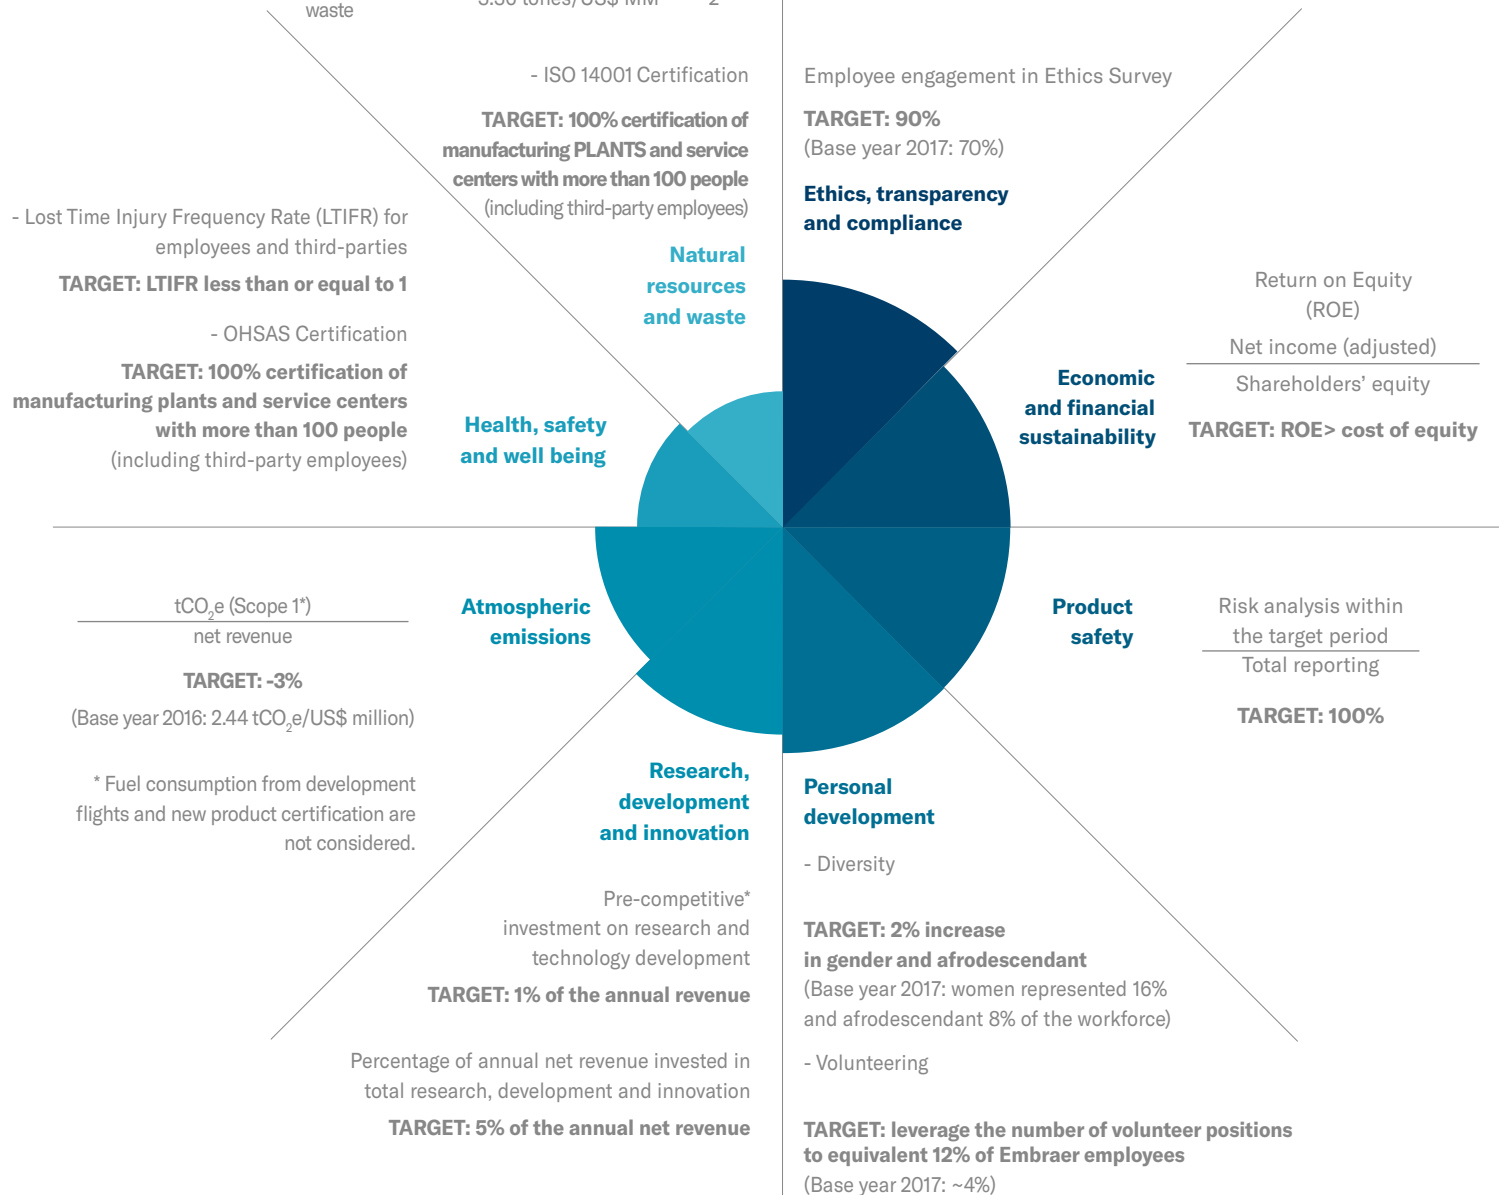 waste
- ISO 14001 Certification
TARGET: 100% certification of
manufacturing PLANTS and service
centers with more than 100 people
(including third-party employees)
Natural
resources
and waste
Employee engagement in Ethics Survey
TARGET: 90%
(Base year 2017: 70%)
Ethics, transparency
and compliance
- Lost Time Injury Frequency Rate (LTIFR) for
employees and third-parties
TARGET: LTIFR less than or equal to 1
- OHSAS Certification
TARGET: 100% certification of
manufacturing plants and service centers
with more than 100 people
(including third-party employees)
Health, safety
and well being
Economic
and financial
sustainability
Return on Equity
(ROE)
Net income (adjusted)
Shareholders’ equity
TARGET: ROE> cost of equity
tCO2e (Scope 1*)
net revenue
TARGET: -3%
(Base year 2016: 2.44 tCO2e/US$ million)
* Fuel consumption from development
flights and new product certification are
not considered.
Atmospheric
emissions
Product
safety
Risk analysis within
the target period
Total reporting
TARGET: 100%
Research,
development
and innovation
Pre-competitive*
investment on research and
technology development
TARGET: 1% of the annual revenue
Percentage of annual net revenue invested in
total research, development and innovation
TARGET: 5% of the annual net revenue
Personal
development
- Diversity
TARGET: 2% increase
in gender and afrodescendant
(Base year 2017: women represented 16%
and afrodescendant 8% of the workforce)
- Volunteering
TARGET: leverage the number of volunteer positions
to equivalent 12% of Embraer employees
(Base year 2017: ~4%)